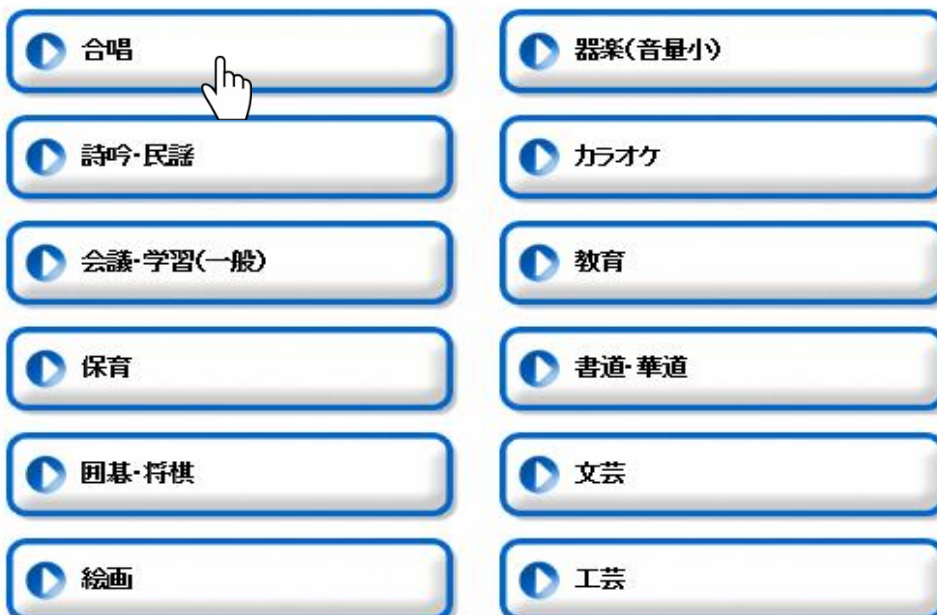 合唱
器楽(音量小)
詩吟・民謡
カラオケ
会議・学習(一般)
教育
保育
書道・華道
囲碁・将棋
文芸
絵画
工芸